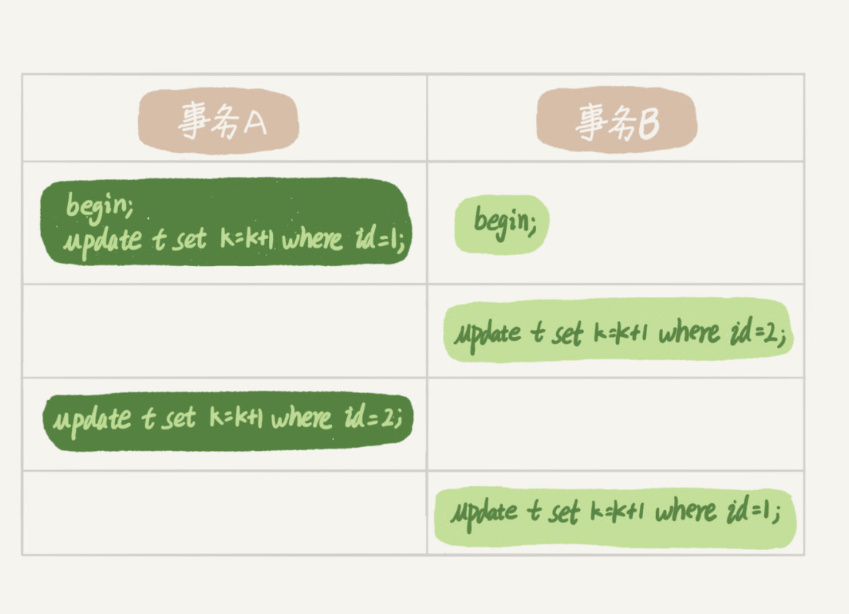 事务A
事务B
begin;
update t set k=k+1 where id=1;
begin;
update t set k=k+1 where id=2;
update t set k=k+1 where id=2;
update t set k=k+1 where id=1;